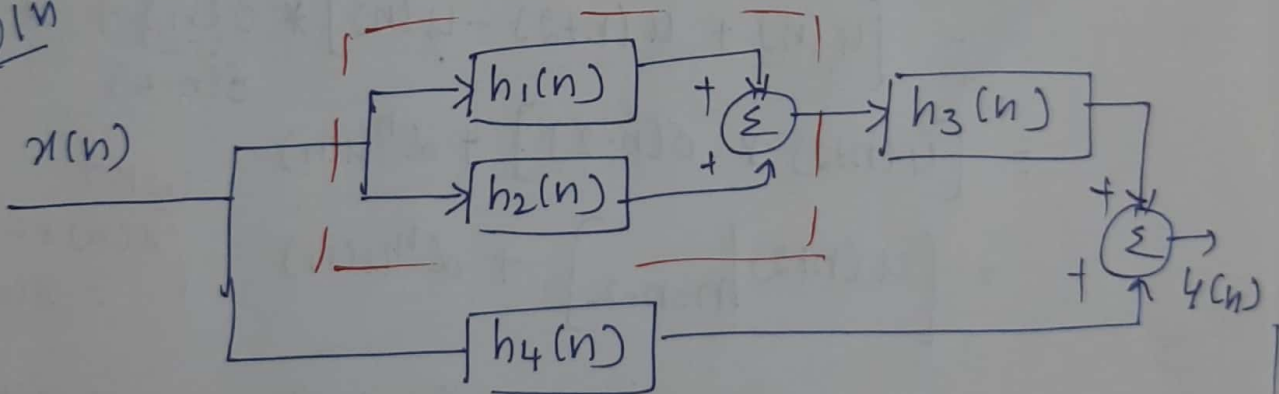 x(n)
h₁(n)
h₂(n)
+
+
Σ
h₃(n)
h₄(n)
+
+
Σ
y(n)